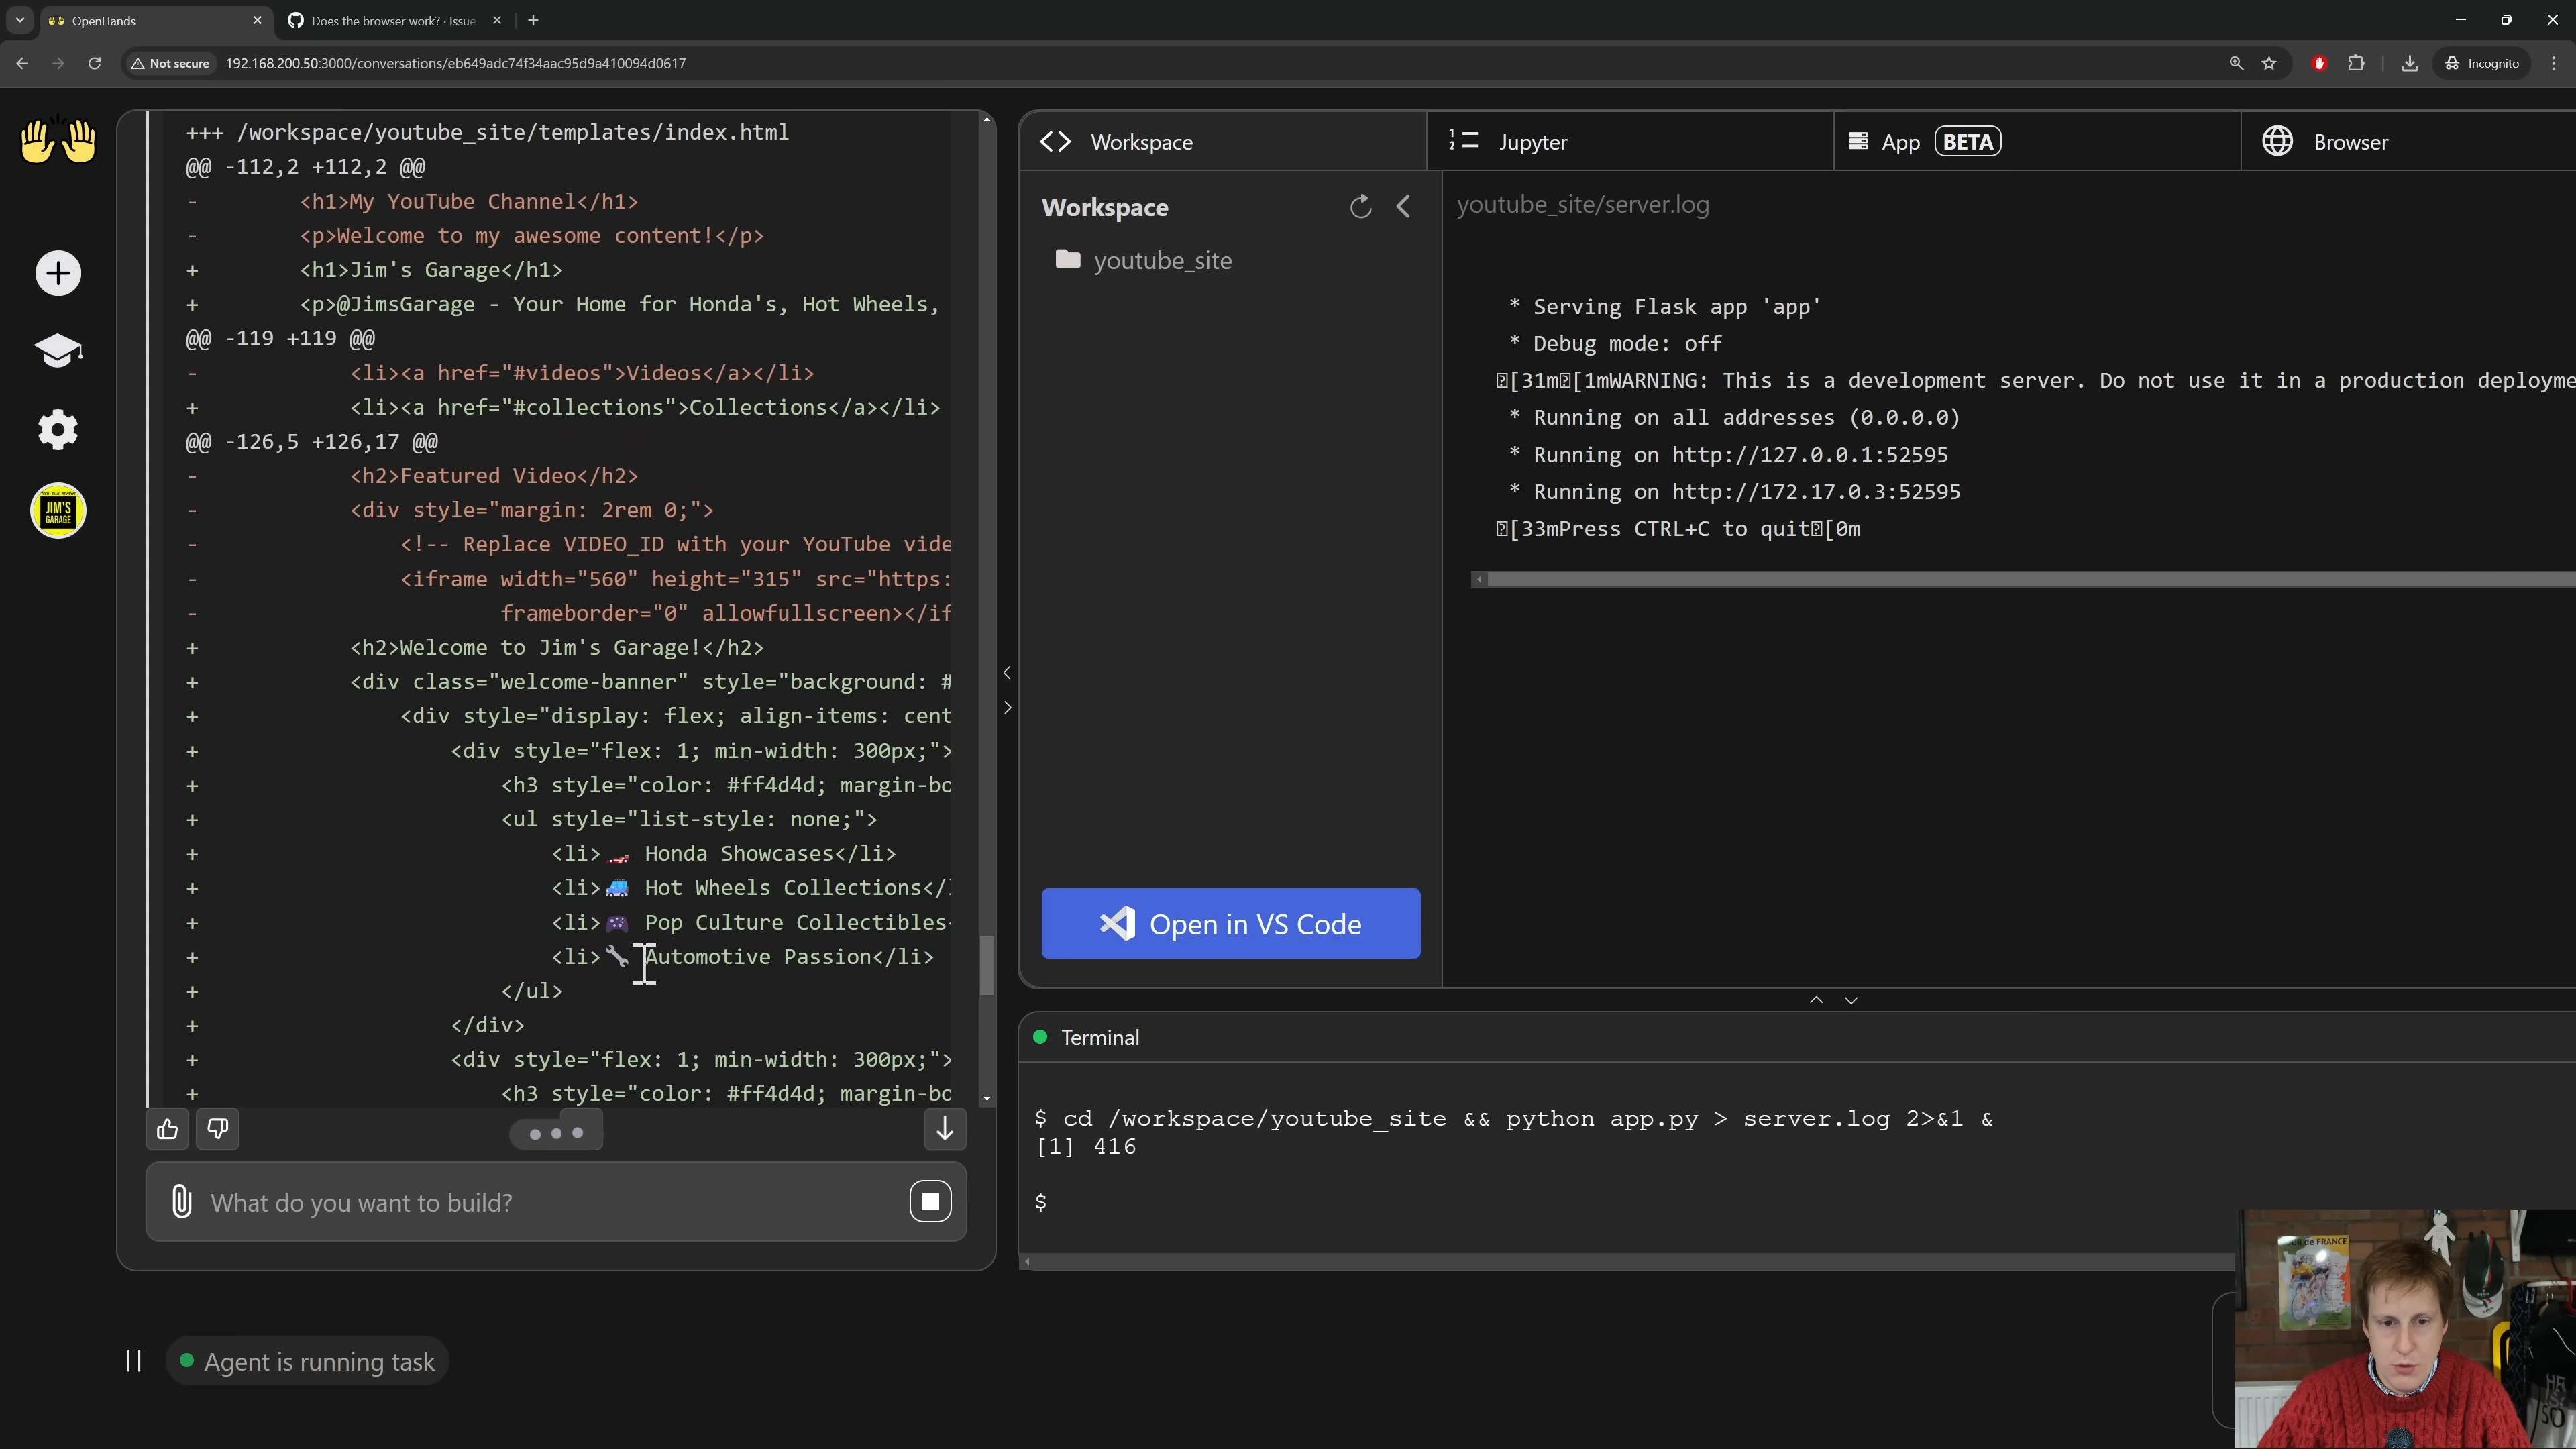 OpenHands
Does the browser work? · Issue
Not secure
192.168.200.50:3000/conversations/eb649adc74f34aac95d9a410094d0617
Incognito
+++ /workspace/youtube_site/templates/index.html
@@ -112,2 +112,2 @@
- <h1>My YouTube Channel</h1>
- <p>Welcome to my awesome content!</p>
+ <h1>Jim's Garage</h1>
+ <p>@JimsGarage - Your Home for Honda's, Hot Wheels,
@@ -119 +119 @@
- <li><a href="#videos">Videos</a></li>
+ <li><a href="#collections">Collections</a></li>
@@ -126,5 +126,17 @@
- <h2>Featured Video</h2>
- <div style="margin: 2rem 0;">
- <!-- Replace VIDEO_ID with your YouTube vide
- <iframe width="560" height="315" src="https:
- frameborder="0" allowfullscreen></if
+ <h2>Welcome to Jim's Garage!</h2>
+ <div class="welcome-banner" style="background: #
+ <div style="display: flex; align-items: cent
+ <div style="flex: 1; min-width: 300px;">
+ <h3 style="color: #ff4d4d; margin-bo
+ <ul style="list-style: none;">
+ <li>🏎️ Honda Showcases</li>
+ <li>🚙 Hot Wheels Collections</l
+ <li>🎮 Pop Culture Collectibles<
+ <li>🔧 Automotive Passion</li>
+ </ul>
+ </div>
+ <div style="flex: 1; min-width: 300px;">
+ <h3 style="color: #ff4d4d; margin-bo
What do you want to build?
Agent is running task
JIM'S
GARAGE
Workspace
Jupyter
App BETA
Browser
Workspace
youtube_site
Open in VS Code
youtube_site/server.log
* Serving Flask app 'app'
* Debug mode: off
[31m[1mWARNING: This is a development server. Do not use it in a production deployme
* Running on all addresses (0.0.0.0)
* Running on http://127.0.0.1:52595
* Running on http://172.17.0.3:52595
[33mPress CTRL+C to quit[0m
Terminal
$ cd /workspace/youtube_site && python app.py > server.log 2>&1 &
[1] 416
$
de FRANCE